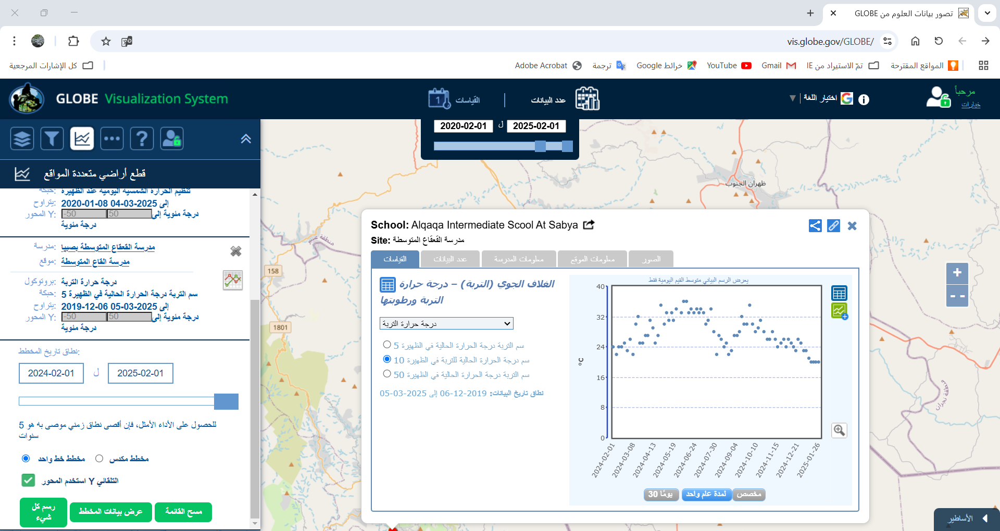 تصور بيانات العلوم من GLOBE
vis.globe.gov/GLOBE/
المواقع المقترحة
تمّ الاستيراد من IE
Gmail
YouTube
خرائط Google
ترجمة
Adobe Acrobat
كل الإشارات المرجعية
GLOBE Visualization System
القياسات
عدد البيانات
اختيار اللغة
مرحباً
خيارات
2020-02-01 ل 2025-02-01
قطع أراضي متعددة المواقع
حبكة: تنظيم الحرارة الشمسية اليومية عند الظهيرة
يتراوح: 2020-01-08 إلى 2025-03-04
المحور Y: -50 درجة مئوية إلى 50
درجة مئوية
مدرسة: مدرسة القعقاع المتوسطة بصبيا
موقع: مدرسة القاع المتوسطة
بروتوكول: درجة حرارة التربة
حبكة: سم التربة درجة الحرارة الحالية في الظهيرة 5
يتراوح: 2019-12-06 إلى 2025-03-05
المحور Y: -50 درجة مئوية إلى 50
درجة مئوية
نطاق تاريخ المخطط:
2024-02-01 ل 2025-02-01
للحصول على الأداء الأمثل، فإن أقصى نطاق زمني موصى به هو 5
سنوات
مخطط خط واحد
مخطط مكدس
التلقائي Y استخدم المحور
رسم كل
شيء
عرض بيانات المخطط
مسح القائمة
School: Alqaqa Intermediate Scool At Sabya
Site: مدرسة القعقاع المتوسطة
القياسات
عدد البيانات
معلومات المدرسة
معلومات الموقع
الصور
الغلاف الجوي (التربة) – درجة حرارة
التربة ورطوبتها
درجة حرارة التربة
سم التربة درجة الحرارة الحالية في الظهيرة 5
سم درجة الحرارة الحالية للتربة في الظهيرة 10
سم التربة درجة الحرارة الحالية في الظهيرة 50
نطاق تاريخ البيانات: 2019-12-06 إلى 2025-03-05
يعرض الرسم البياني متوسط القيم اليومية فقط
40
32
24
16
8
0
°C
2024-02-01
2024-03-08
2024-04-13
2024-05-19
2024-06-24
2024-07-30
2024-09-04
2024-10-10
2024-11-15
2024-12-21
2025-01-26
30 يومًا
لمدة عام واحد
مخصص
ظهران الجنوب
منطقة عسير
158
1801
منطقة نجران
الأساطير